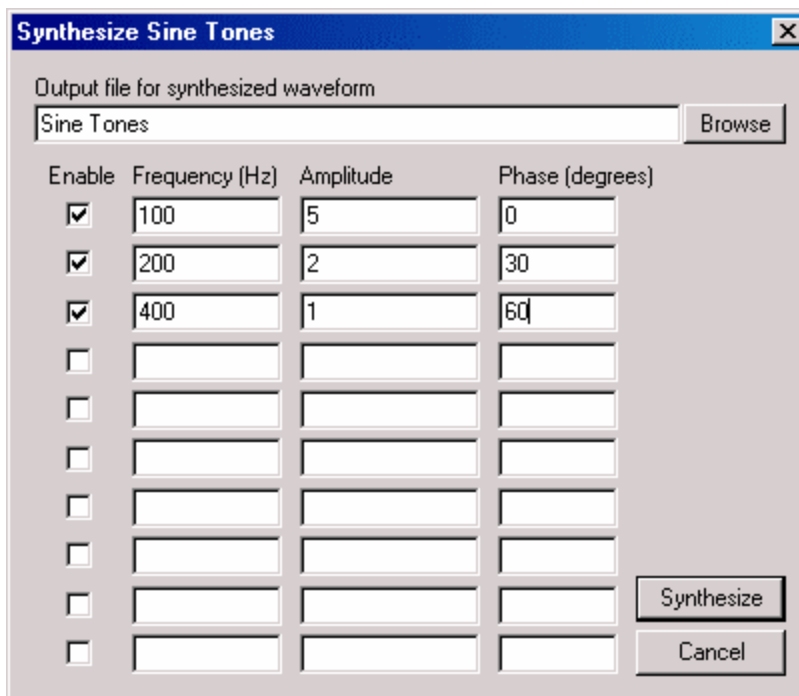 Synthesize Sine Tones
Output file for synthesized waveform
Sine Tones Browse
Enable Frequency (Hz) Amplitude Phase (degrees)
100 5 0
200 2 30
400 1 60
Synthesize
Cancel